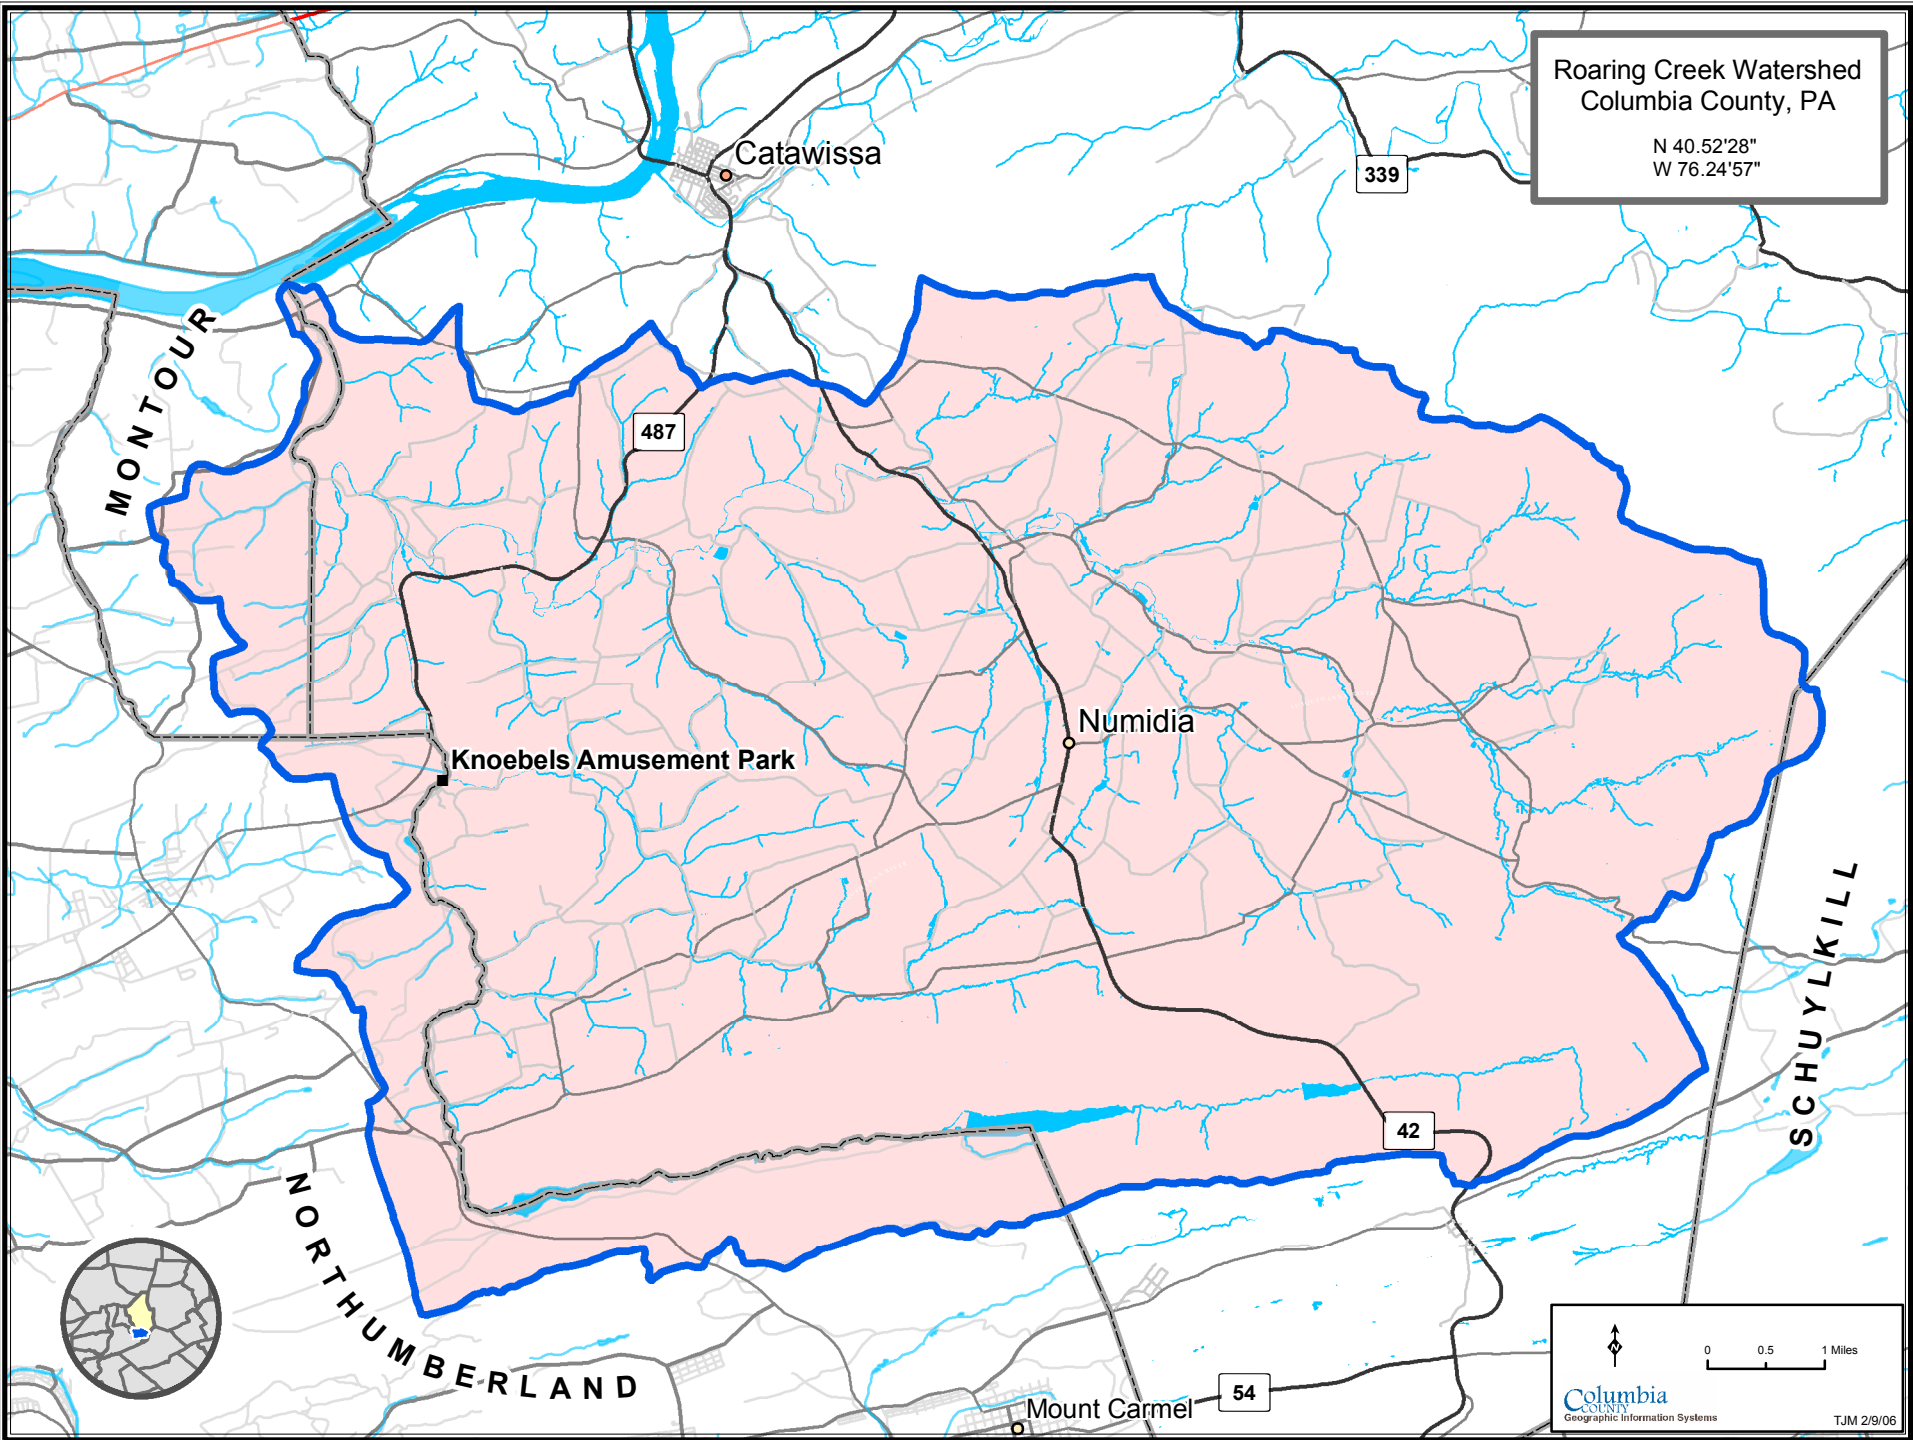 Roaring Creek Watershed
Columbia County, PA
N 40.52'28"
W 76.24'57"
Catawissa
339
MONTOUR
487
Numidia
Knoebels Amusement Park
SCHUYLKILL
42
NORTHUMBERLAND
Mount Carmel
54
0 0.5 1 Miles
N
Columbia
COUNTY
Geographic Information Systems
TJM 2/9/06